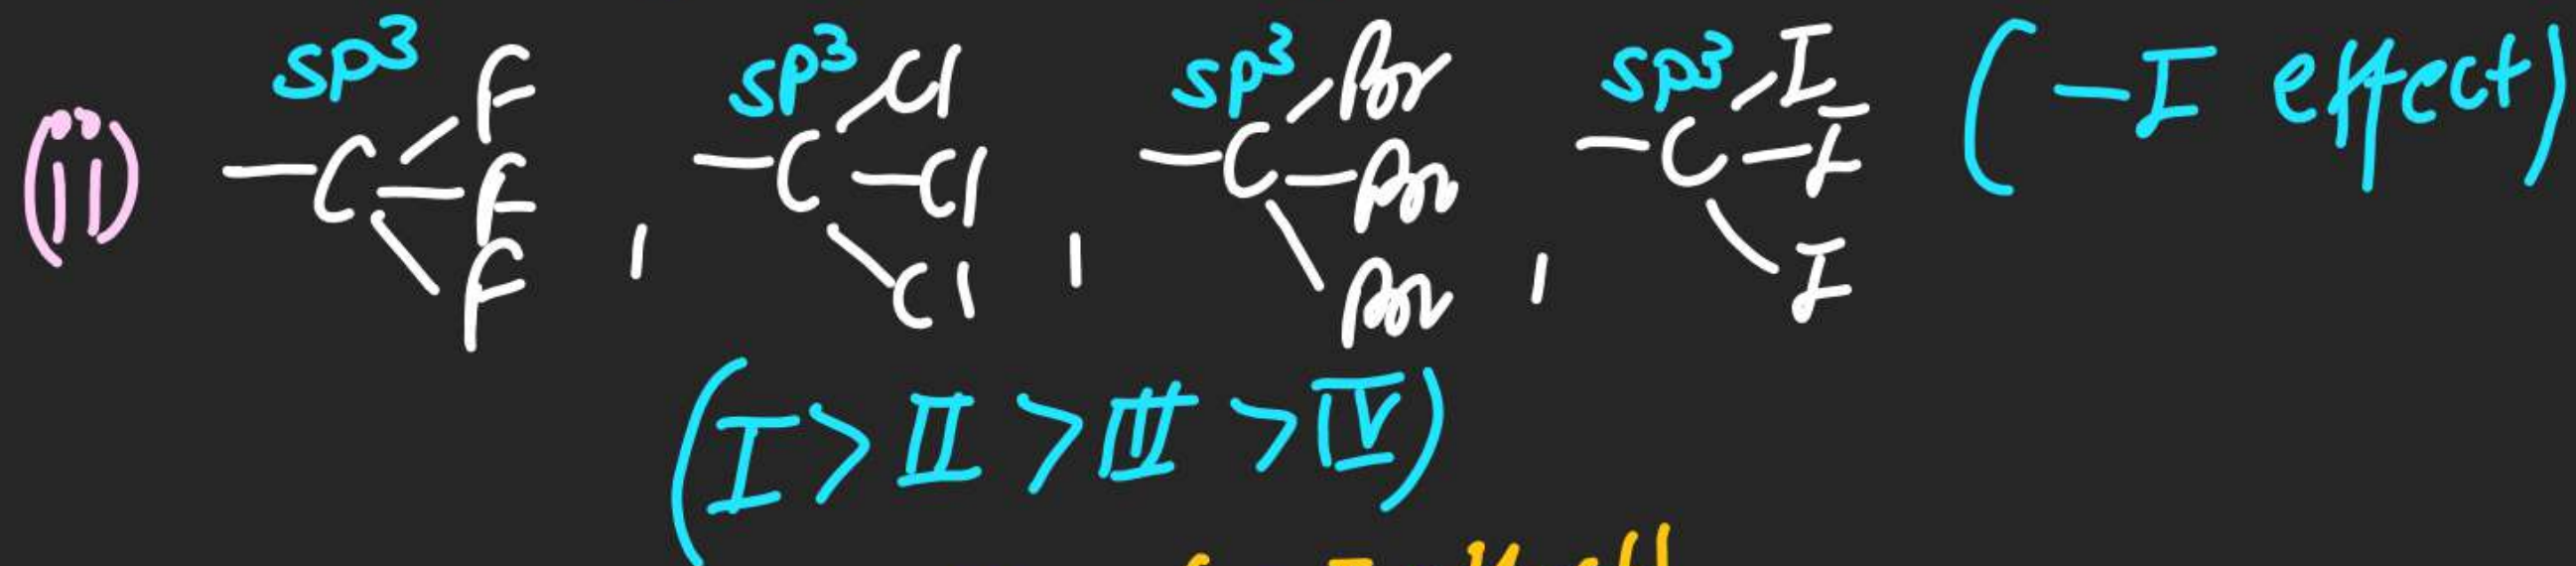 (ii) sp3 –C F F F , sp3 –C Cl Cl Cl , sp3 –C Br Br Br , sp3 –C I I I (–I effect)
(I > II > III > IV)